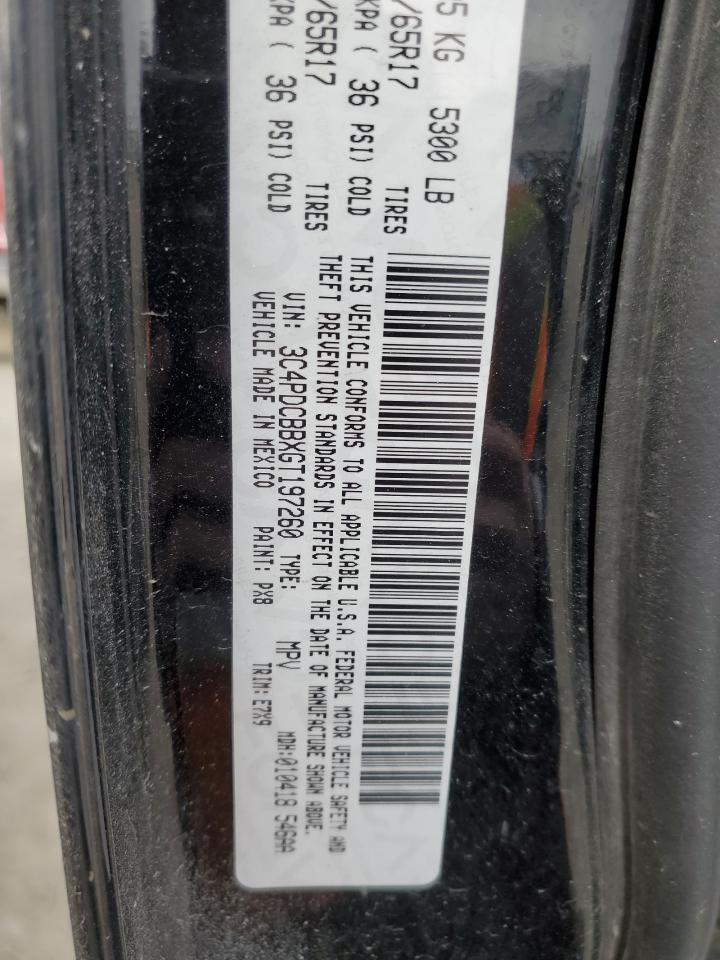 5 KG 5300 LB
/65R17 TIRES
KPA ( 36 PSI) COLD
/65R17 TIRES
KPA ( 36 PSI) COLD
THIS VEHICLE CONFORMS TO ALL APPLICABLE U.S.A. FEDERAL MOTOR VEHICLE SAFETY AND
THEFT PREVENTION STANDARDS IN EFFECT ON THE DATE OF MANUFACTURE SHOWN ABOVE.
VIN: 3C4PDCBBXGT197260 TYPE: MPV MDH:010418 546AA
VEHICLE MADE IN MEXICO PAINT: PX8 TRIM: E7X9